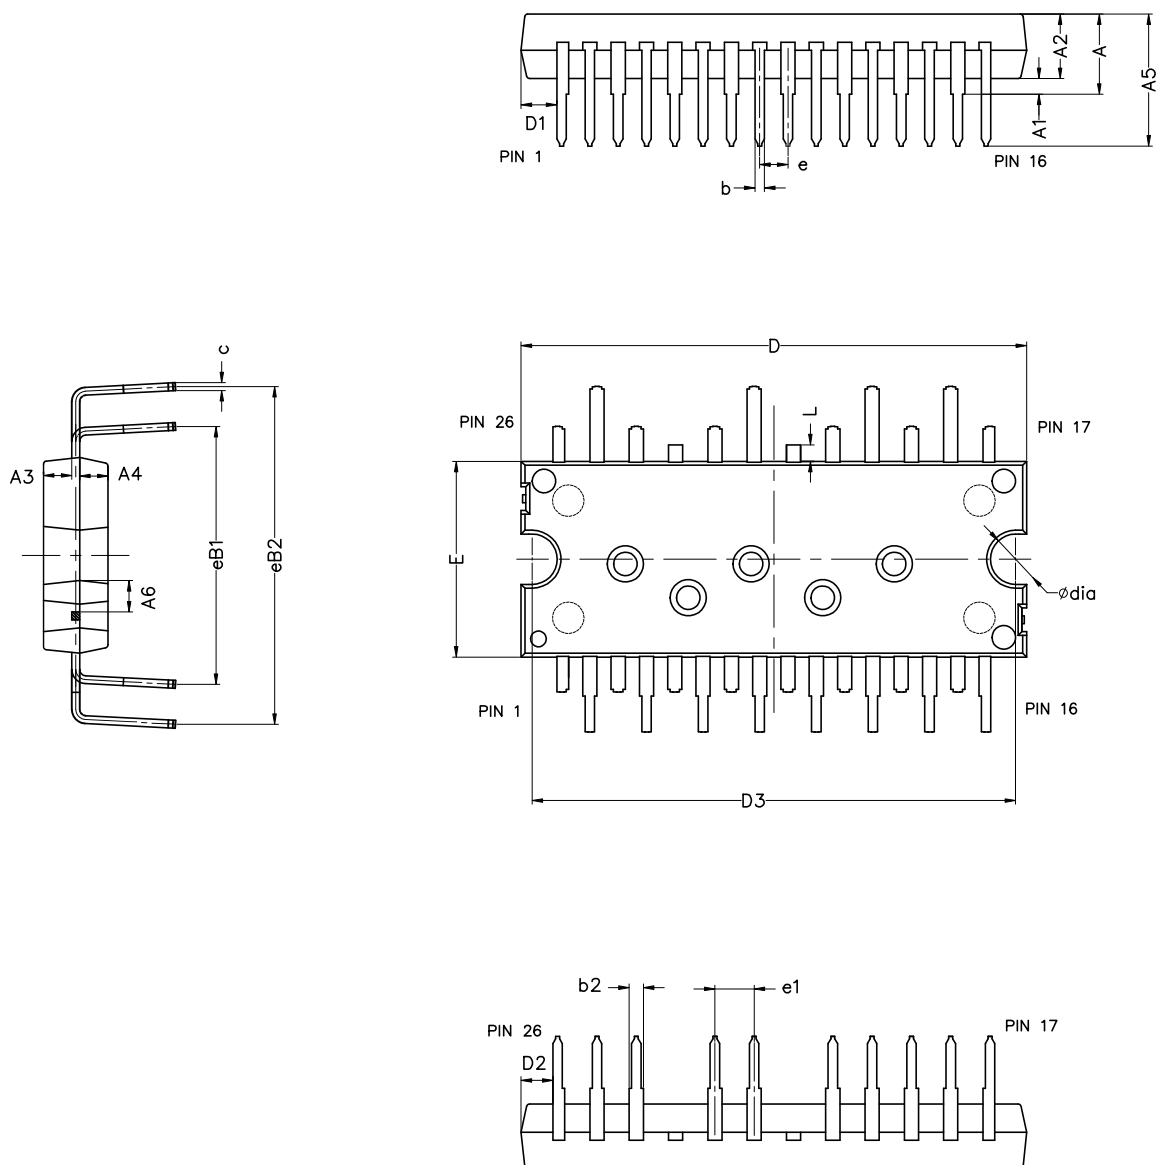 A2
A
A5
A1
D1
PIN 1
PIN 16
e
b
c
D
L
PIN 26
PIN 17
A3
A4
eB1
eB2
E
A6
Ødia
PIN 1
PIN 16
D3
b2
e1
PIN 26
PIN 17
D2